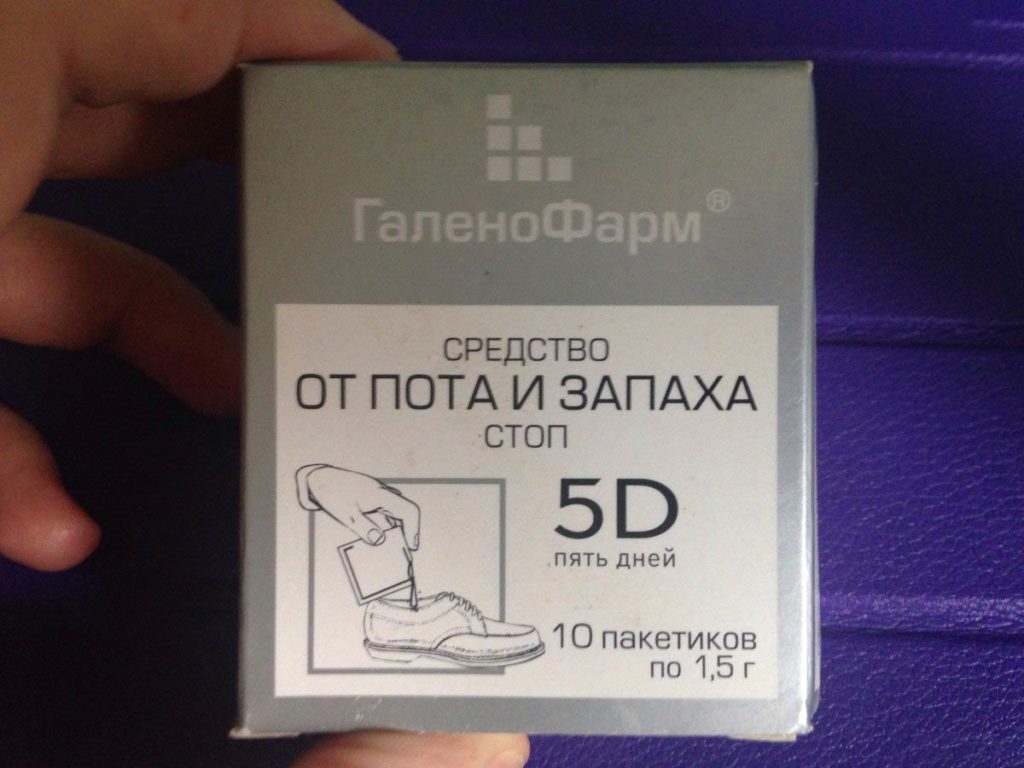 ГаленоФарм®
СРЕДСТВО
ОТ ПОТА И ЗАПАХА
СТОП
5D
пять дней
10 пакетиков
по 1,5 г